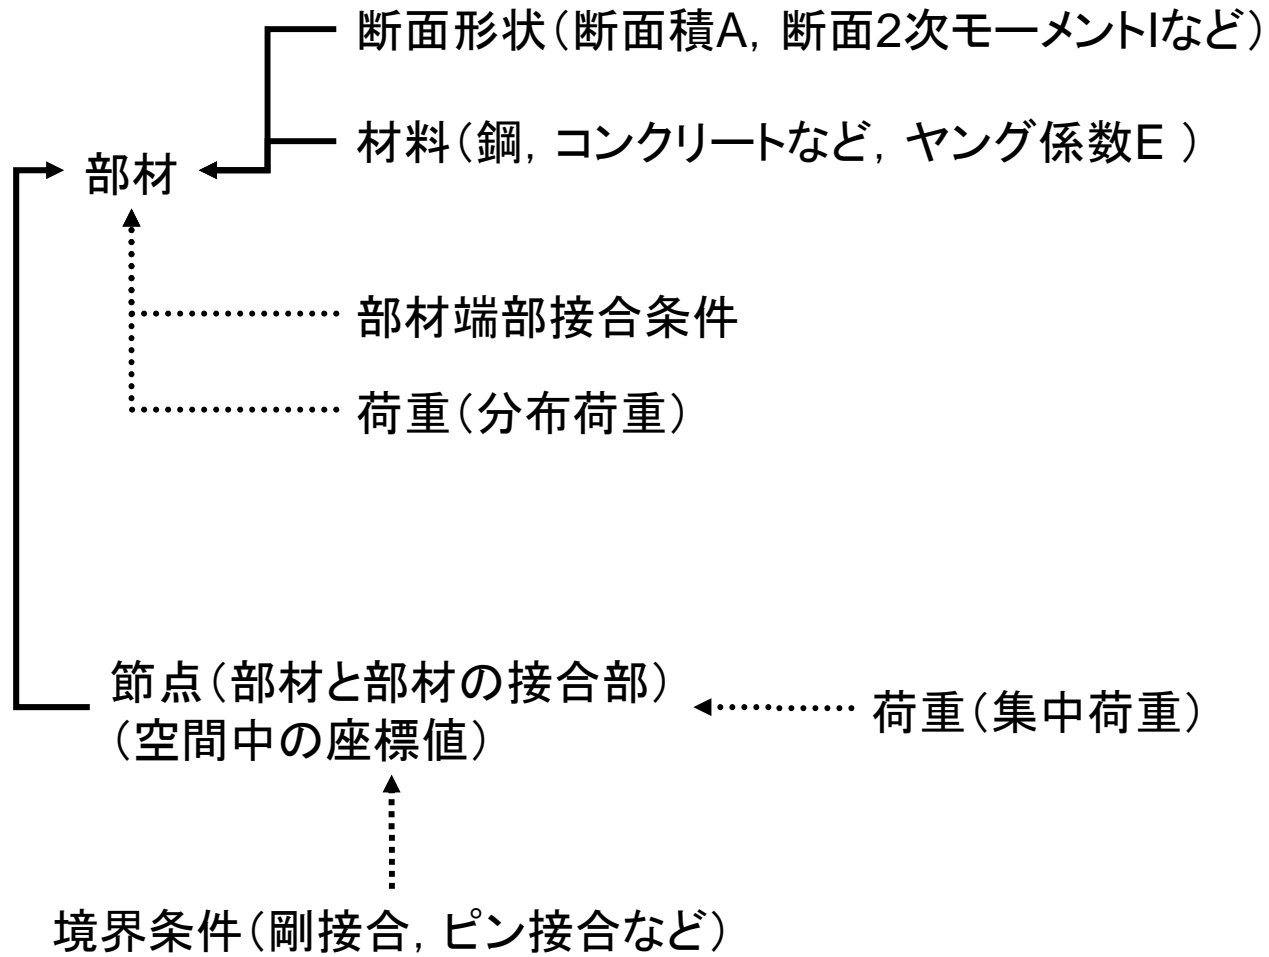 断面形状（断面積A，断面2次モーメントIなど）
材料（鋼，コンクリートなど，ヤング係数E ）
部材
部材端部接合条件
荷重（分布荷重）
節点（部材と部材の接合部）
（空間中の座標値）
荷重（集中荷重）
境界条件（剛接合，ピン接合など）